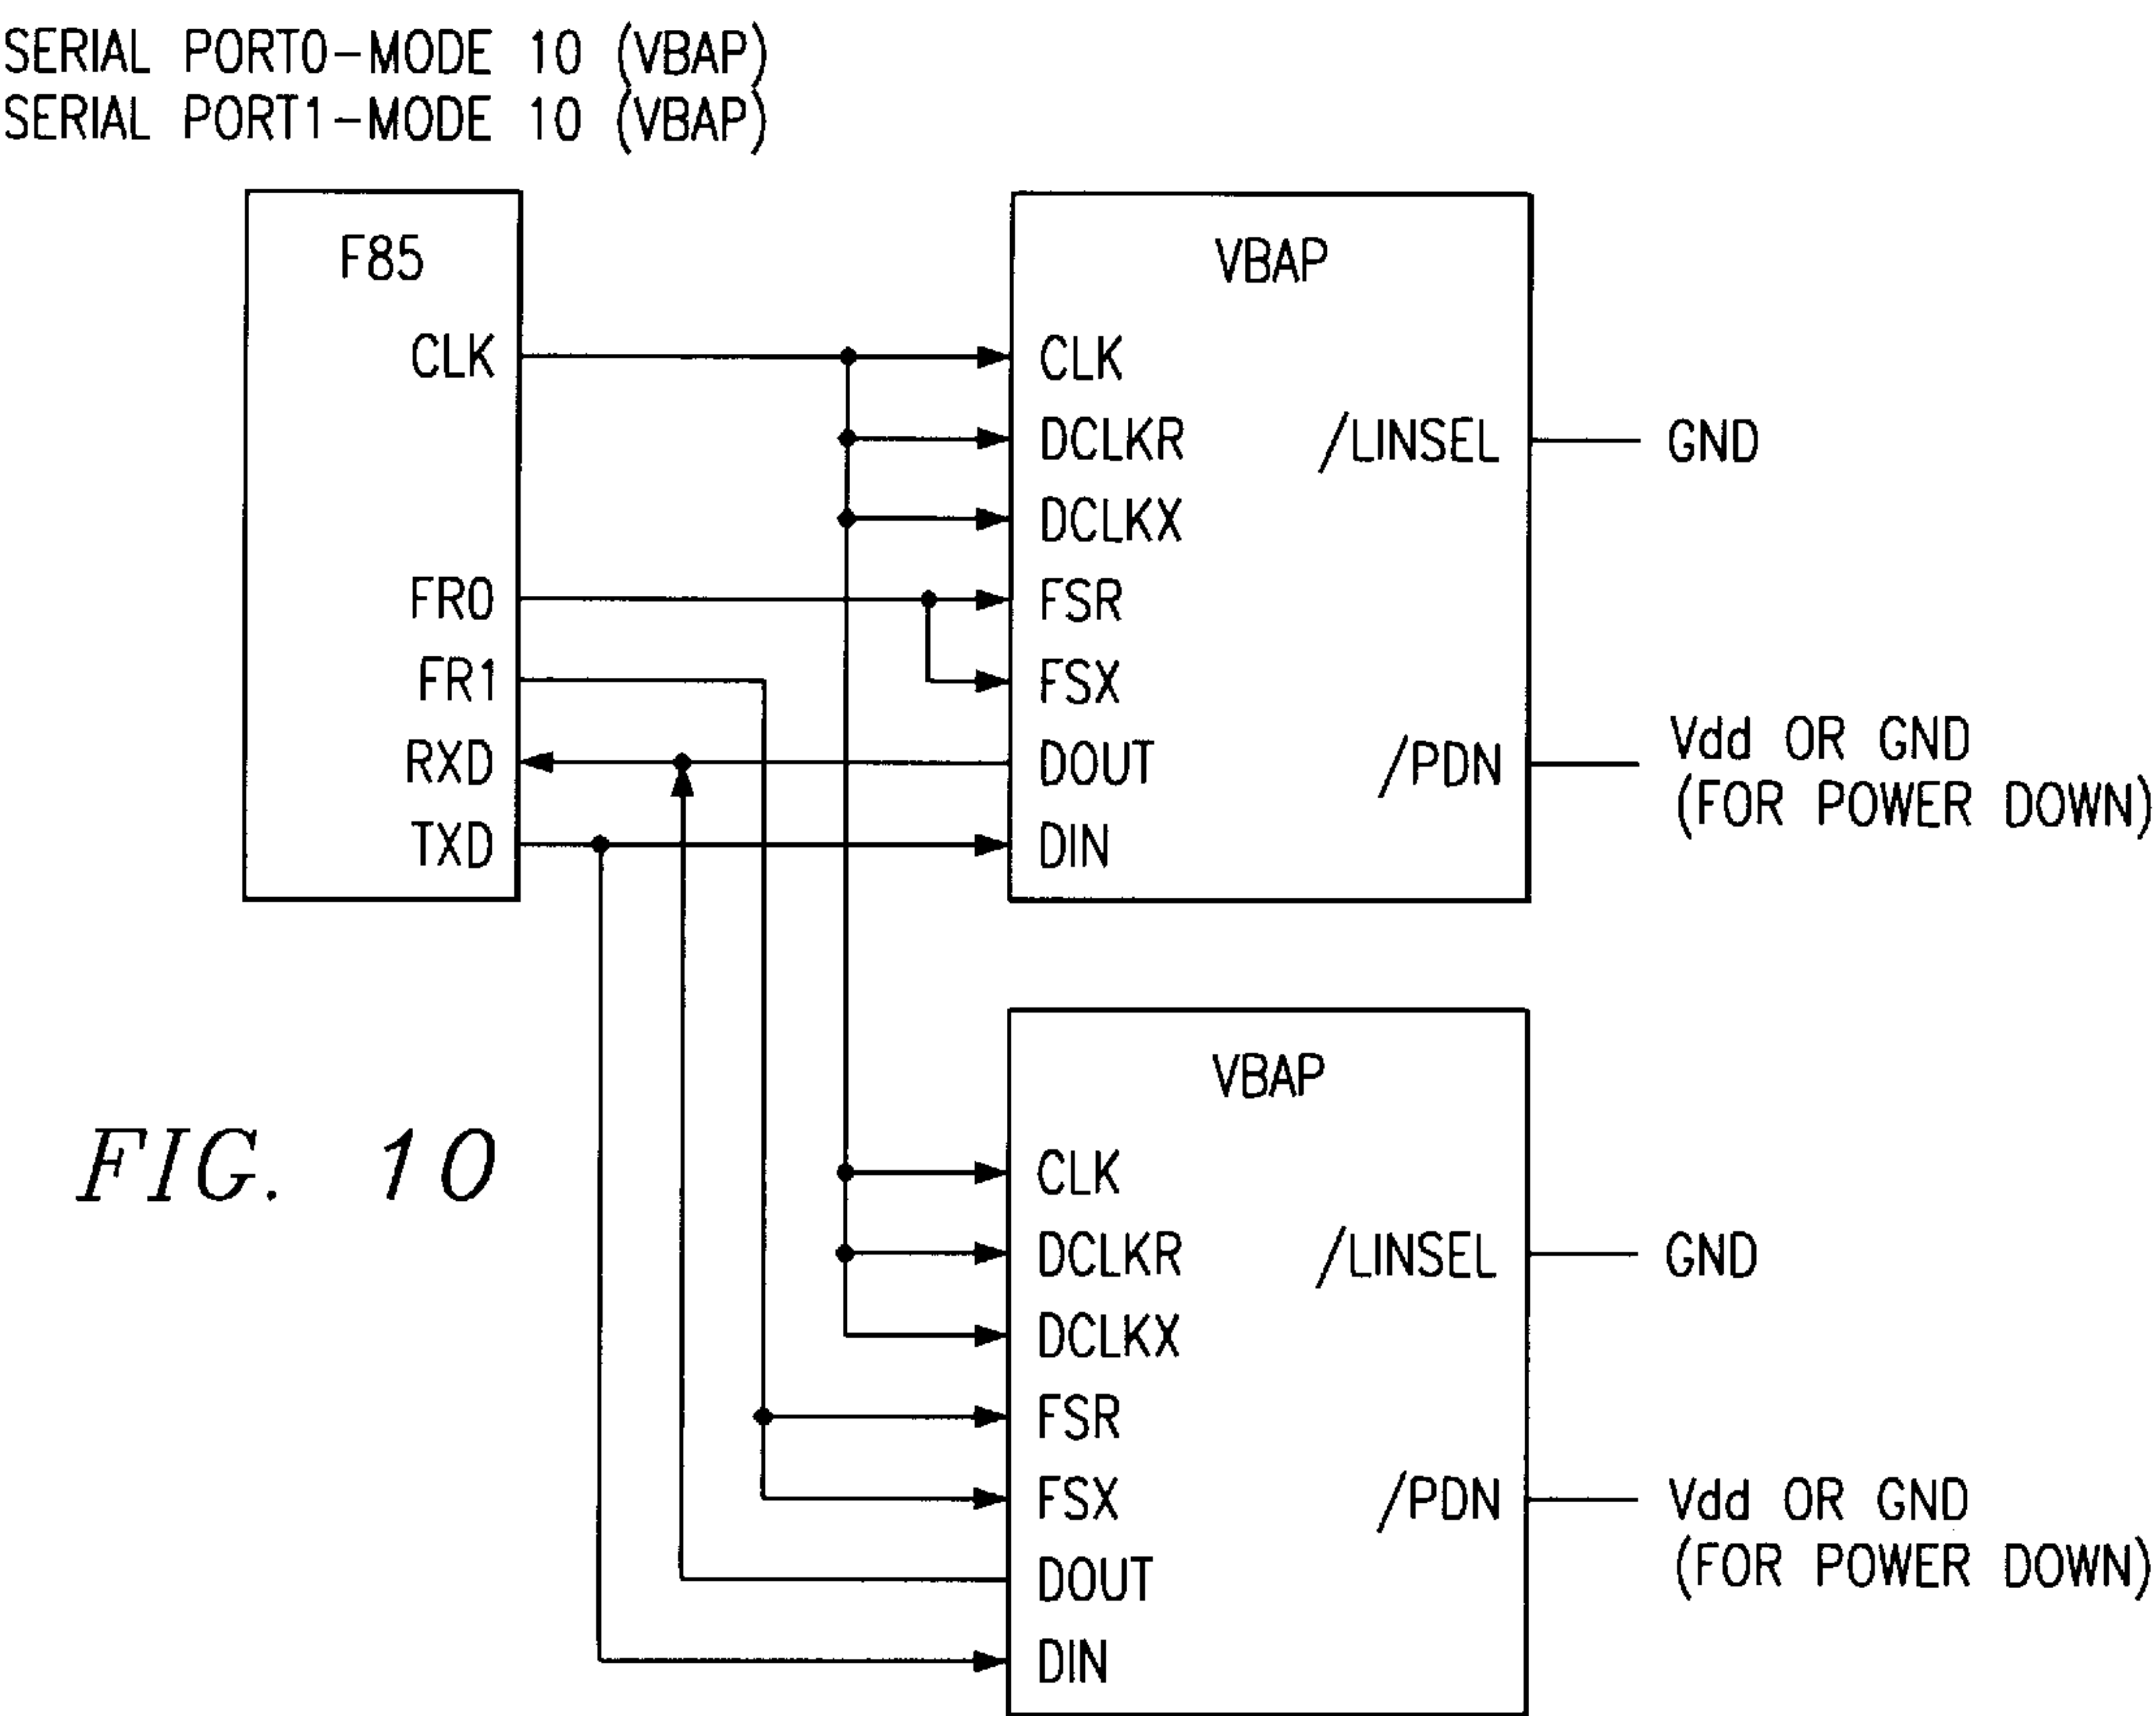 SERIAL PORT0-MODE 10 (VBAP)
SERIAL PORT1-MODE 10 (VBAP)
F85
CLK
FR0
FR1
RXD
TXD
VBAP
CLK
DCLKR
DCLKX
FSR
FSX
DOUT
DIN
/LINSEL
GND
/PDN
Vdd OR GND
(FOR POWER DOWN)
VBAP
CLK
DCLKR
DCLKX
FSR
FSX
DOUT
DIN
/LINSEL
GND
/PDN
Vdd OR GND
(FOR POWER DOWN)
FIG. 10